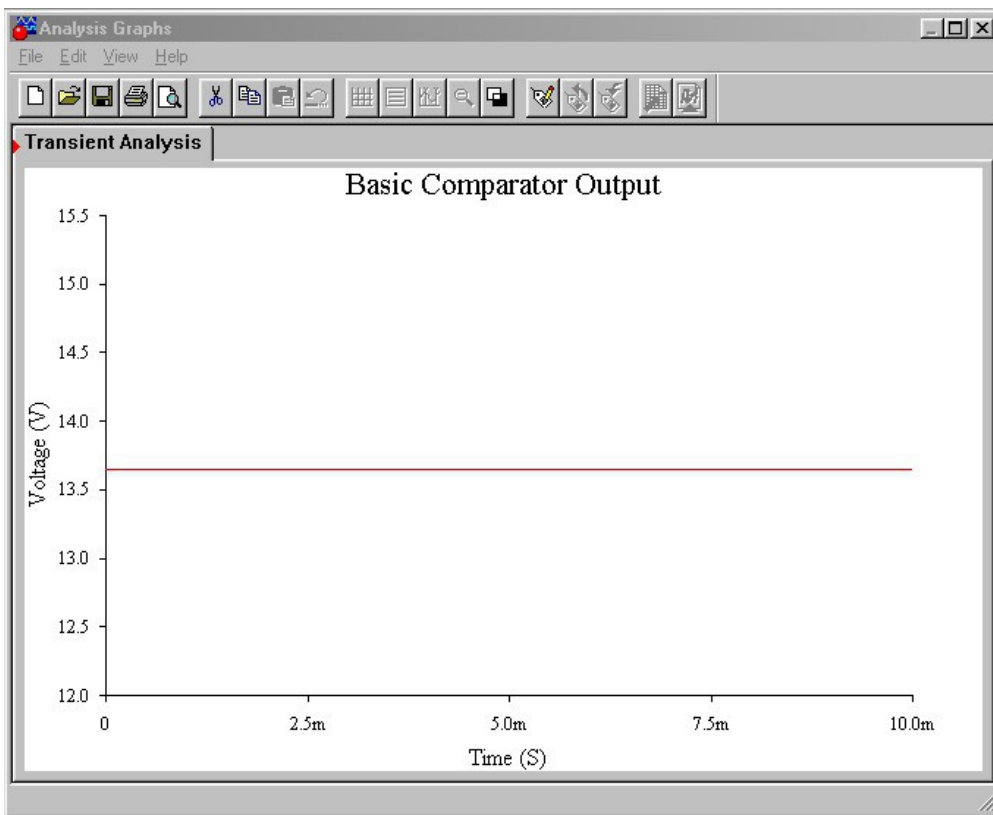 Analysis Graphs
File Edit View Help
Transient Analysis
Basic Comparator Output
15.5
15.0
14.5
14.0
13.5
13.0
12.5
12.0
Voltage (V)
0 2.5m 5.0m 7.5m 10.0m
Time (S)